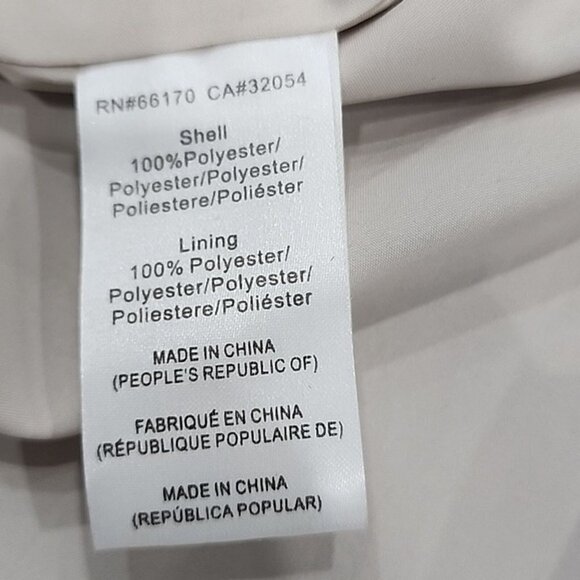 RN#66170 CA#32054
Shell
100%Polyester/
Polyester/Polyester/
Poliestere/Poliéster
Lining
100% Polyester/
Polyester/Polyester/
Poliestere/Poliéster
MADE IN CHINA
(PEOPLE'S REPUBLIC OF)
FABRIQUÉ EN CHINA
(RÉPUBLIQUE POPULAIRE DE)
MADE IN CHINA
(REPÚBLICA POPULAR)